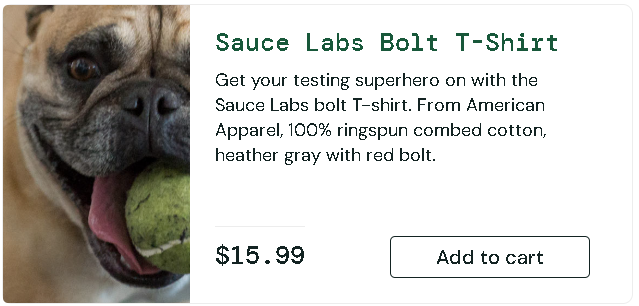 Sauce Labs Bolt T-Shirt
Get your testing superhero on with the
Sauce Labs bolt T-shirt. From American
Apparel, 100% ringspun combed cotton,
heather gray with red bolt.
$15.99
Add to cart